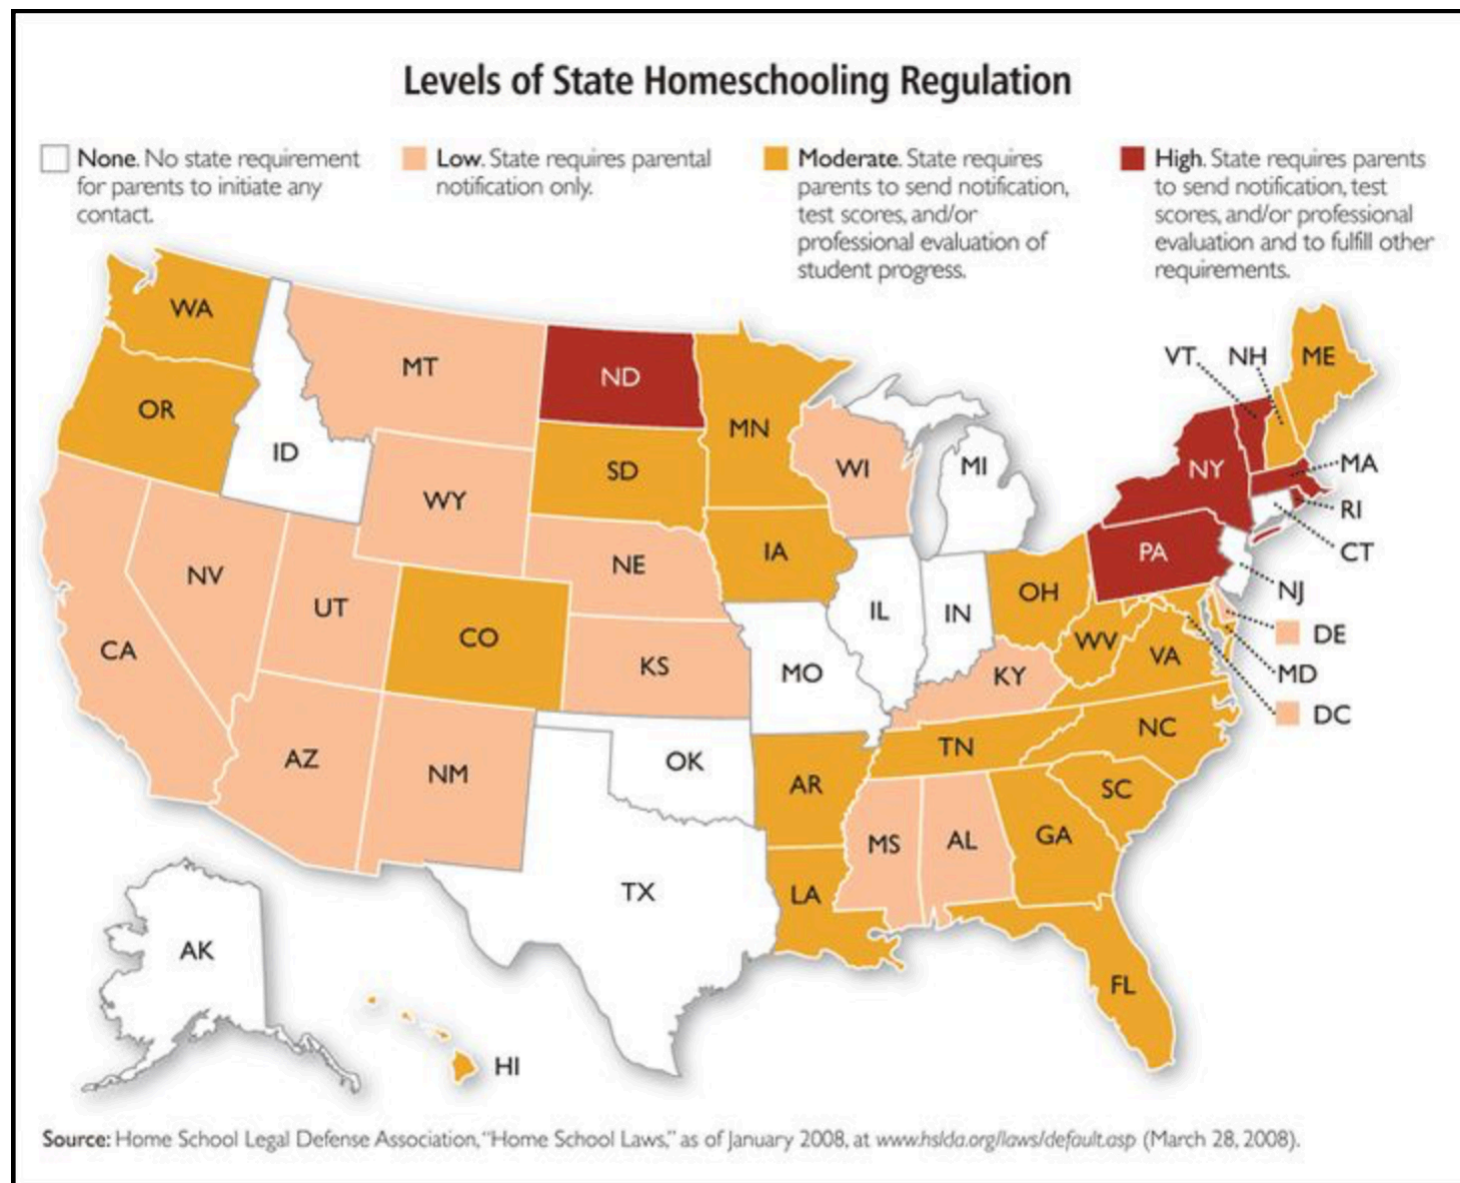 Levels of State Homeschooling Regulation
None. No state requirement
for parents to initiate any
contact.
Low. State requires parental
notification only.
Moderate. State requires
parents to send notification,
test scores, and/or
professional evaluation of
student progress.
High. State requires parents
to send notification, test
scores, and/or professional
evaluation and to fulfill other
requirements.
WA
MT
ND
VT
NH
ME
OR
MN
ID
SD
WI
MI
NY
MA
WY
RI
IA
PA
CT
NV
NE
OH
NJ
UT
IL
IN
DE
CO
WV
CA
VA
KS
MO
KY
MD
DC
AZ
NM
OK
TN
NC
AR
SC
MS
AL
GA
TX
LA
AK
FL
HI
Source: Home School Legal Defense Association, "Home School Laws," as of January 2008, at www.hslda.org/laws/default.asp (March 28, 2008).